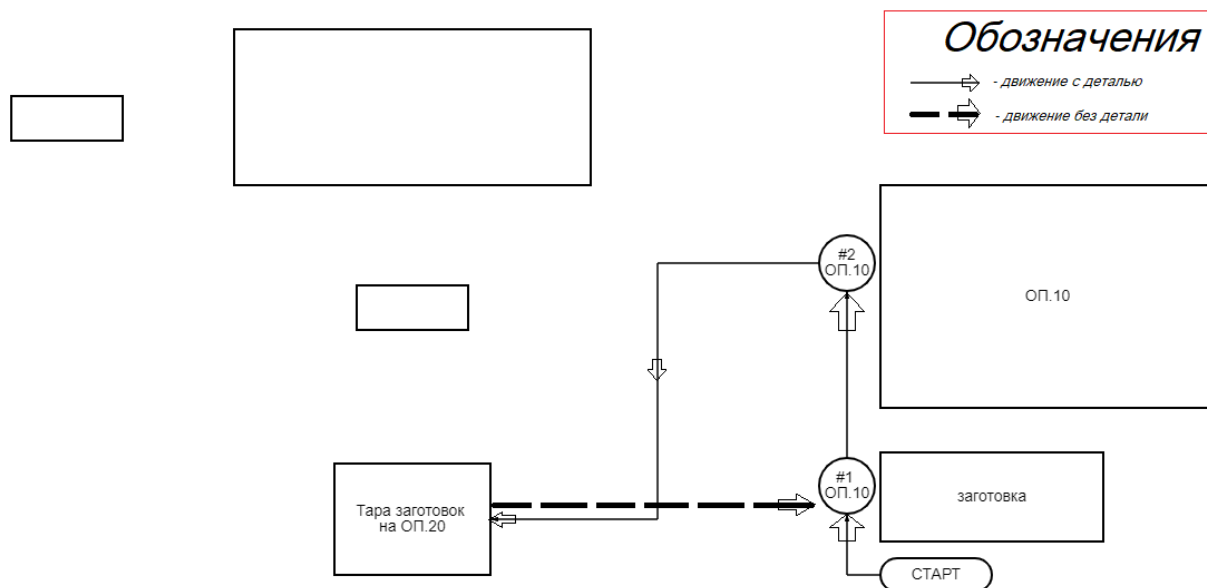 Обозначения
- движение с деталью
- движение без детали
#2
ОП.10
ОП.10
#1
ОП.10
заготовка
Тара заготовок
на ОП.20
СТАРТ